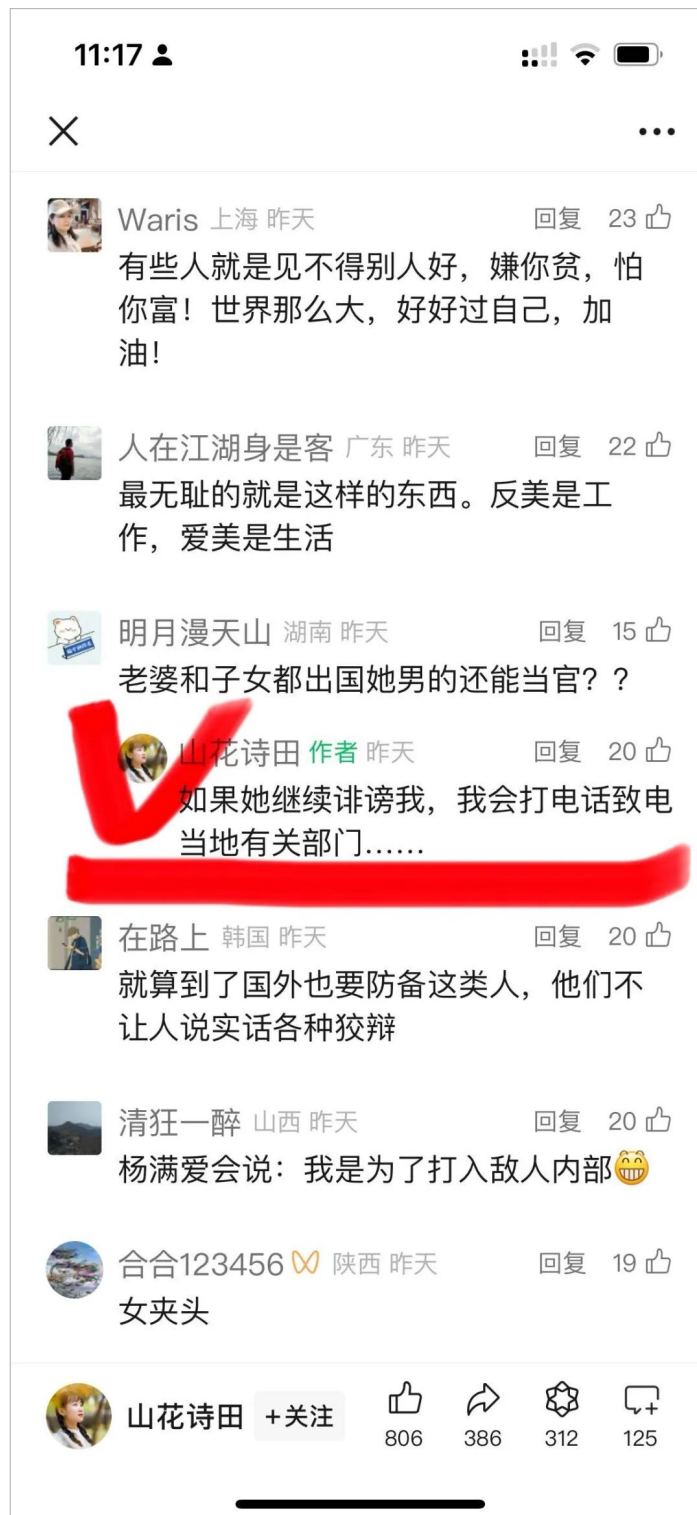 11:17
Waris 上海 昨天 回复 23
有些人就是见不得别人好，嫌你贫，怕
你富！世界那么大，好好过自己，加
油！
人在江湖身是客 广东 昨天 回复 22
最无耻的就是这样的东西。反美是工
作，爱美是生活
明月漫天山 湖南 昨天 回复 15
老婆和子女都出国她男的还能当官？？
山花诗田 作者 昨天 回复 20
如果她继续诽谤我，我会打电话致电
当地有关部门……
在路上 韩国 昨天 回复 20
就算到了国外也要防备这类人，他们不
让人说实话各种狡辩
清狂一醉 山西 昨天 回复 20
杨满爱会说：我是为了打入敌人内部😁
合合123456 陕西 昨天 回复 19
女夹头
山花诗田 +关注 806 386 312 125